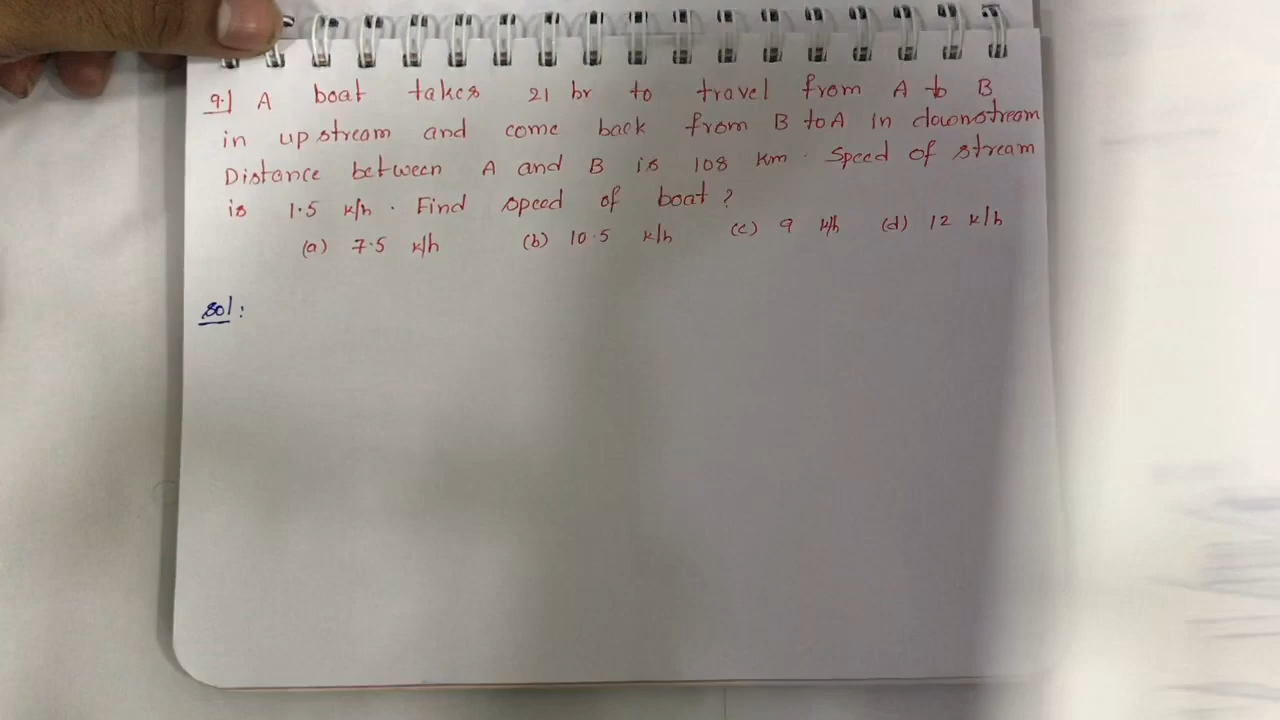 9.] A boat takes 21 hr to travel from A to B
in upstream and come back from B to A in downstream
Distance between A and B is 108 km. Speed of stream
is 1.5 k/h. Find speed of boat?
(a) 7.5 k/h (b) 10.5 k/h (c) 9 k/h (d) 12 k/h
Sol: